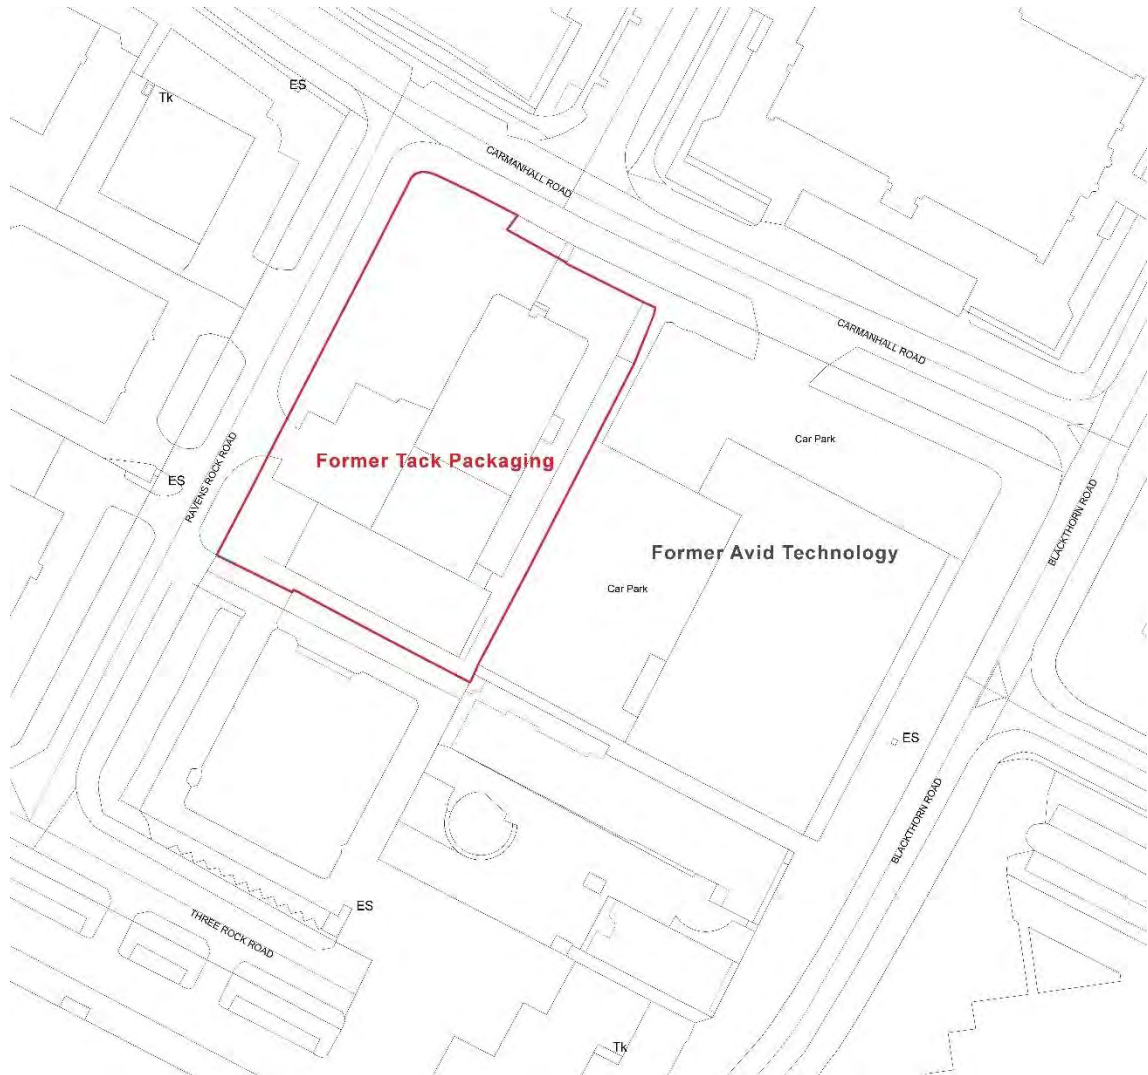 ES
Tk
CARMANHALL ROAD
CARMANHALL ROAD
Car Park
RAVENS ROCK ROAD
Former Tack Packaging
ES
BLACKTHORN ROAD
Former Avid Technology
Car Park
ES
BLACKTHORN ROAD
ES
THREE ROCK ROAD
Tk